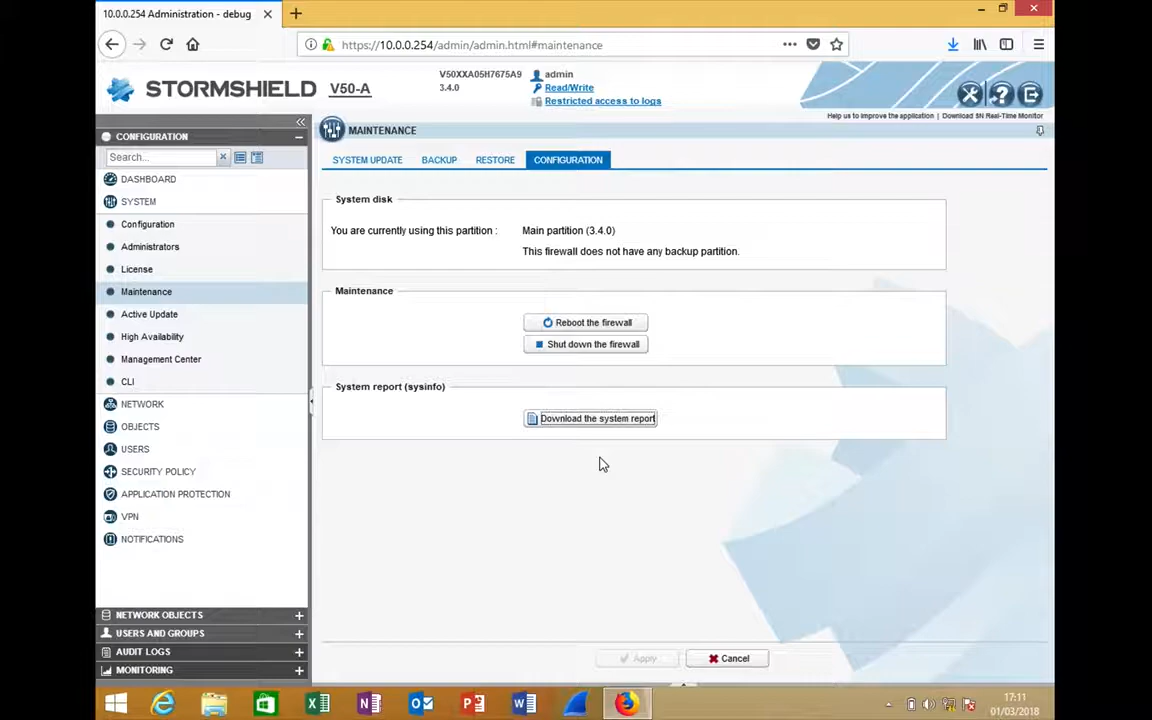 10.0.0.254 Administration - debug
https://10.0.0.254/admin/admin.html#maintenance
STORMSHIELD V50-A
V50XXA05H7675A9
3.4.0
admin
Read/Write
Restricted access to logs
Help us to improve the application | Download SN Real-Time Monitor
CONFIGURATION
Search...
DASHBOARD
SYSTEM
Configuration
Administrators
License
Maintenance
Active Update
High Availability
Management Center
CLI
NETWORK
OBJECTS
USERS
SECURITY POLICY
APPLICATION PROTECTION
VPN
NOTIFICATIONS
NETWORK OBJECTS
USERS AND GROUPS
AUDIT LOGS
MONITORING
MAINTENANCE
SYSTEM UPDATE BACKUP RESTORE CONFIGURATION
System disk
You are currently using this partition : Main partition (3.4.0)
This firewall does not have any backup partition.
Maintenance
Reboot the firewall
Shut down the firewall
System report (sysinfo)
Download the system report
Apply Cancel
17:11
01/03/2018